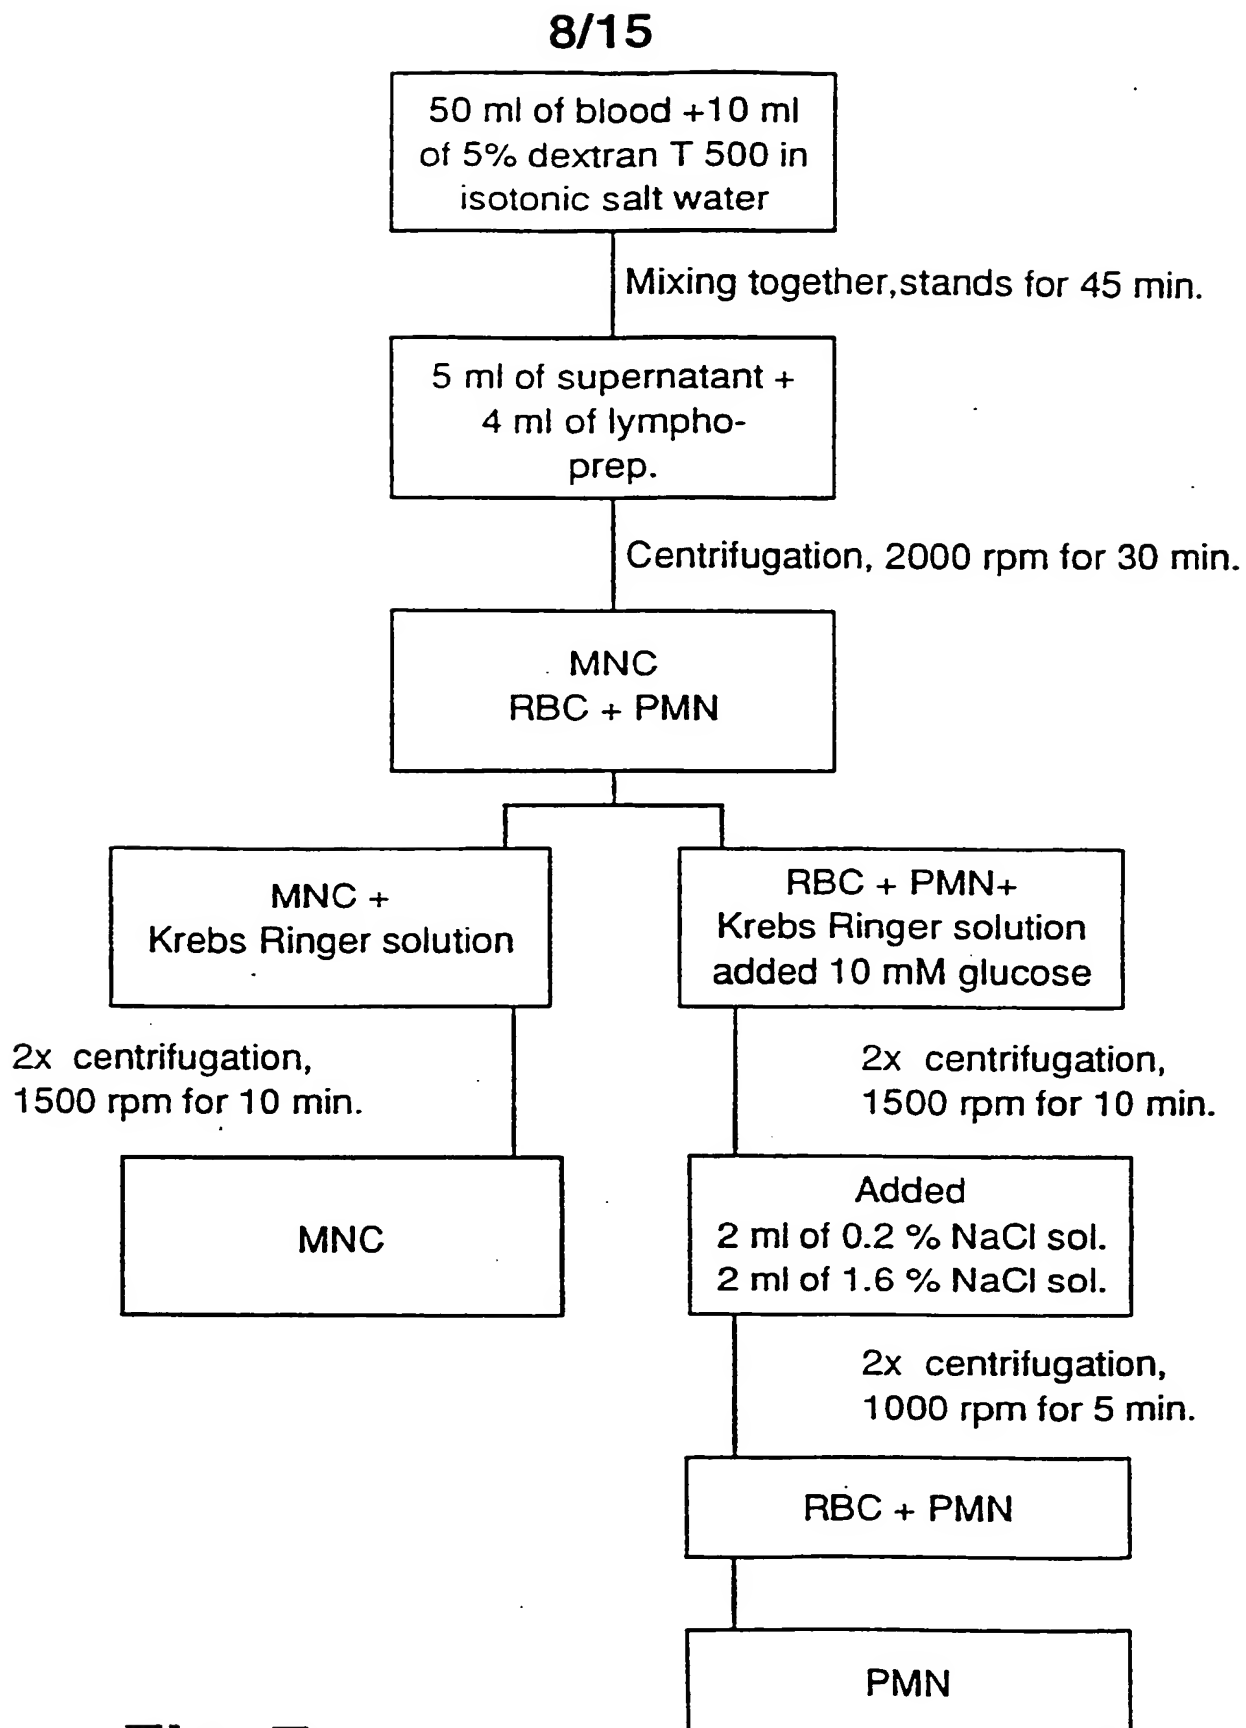 8/15
50 ml of blood +10 ml
of 5% dextran T 500 in
isotonic salt water
Mixing together,stands for 45 min.
5 ml of supernatant +
4 ml of lympho-
prep.
Centrifugation, 2000 rpm for 30 min.
MNC
RBC + PMN
MNC +
Krebs Ringer solution
RBC + PMN+
Krebs Ringer solution
added 10 mM glucose
2x centrifugation,
1500 rpm for 10 min.
2x centrifugation,
1500 rpm for 10 min.
MNC
Added
2 ml of 0.2 % NaCl sol.
2 ml of 1.6 % NaCl sol.
2x centrifugation,
1000 rpm for 5 min.
RBC + PMN
PMN